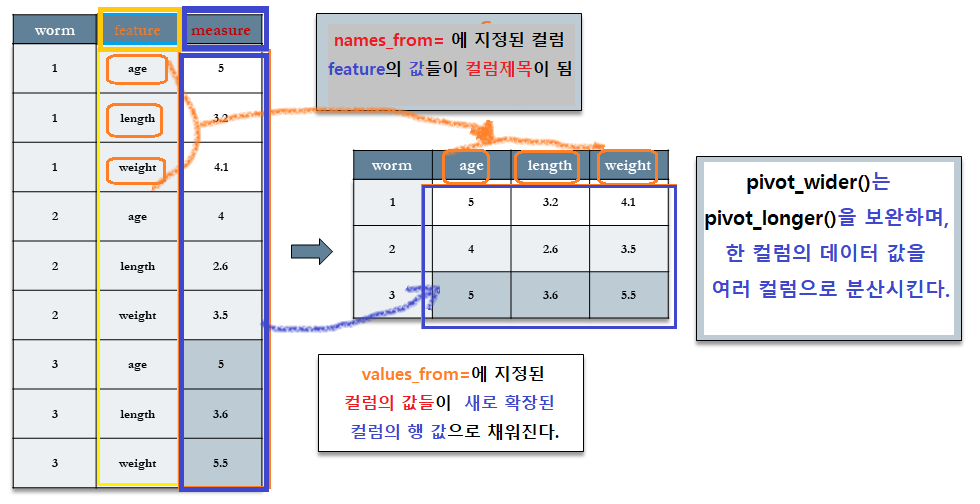 worm feature measure
1 age 5
1 length 3.2
1 weight 4.1
2 age 4
2 length 2.6
2 weight 3.5
3 age 5
3 length 3.6
3 weight 5.5
names_from= 에 지정된 컬럼
feature의 값들이 컬럼제목이 됨
worm age length weight
1 5 3.2 4.1
2 4 2.6 3.5
3 5 3.6 5.5
values_from=에 지정된
컬럼의 값들이 새로 확장된
컬럼의 행 값으로 채워진다.
pivot_wider()는
pivot_longer()을 보완하며,
한 컬럼의 데이터 값을
여러 컬럼으로 분산시킨다.